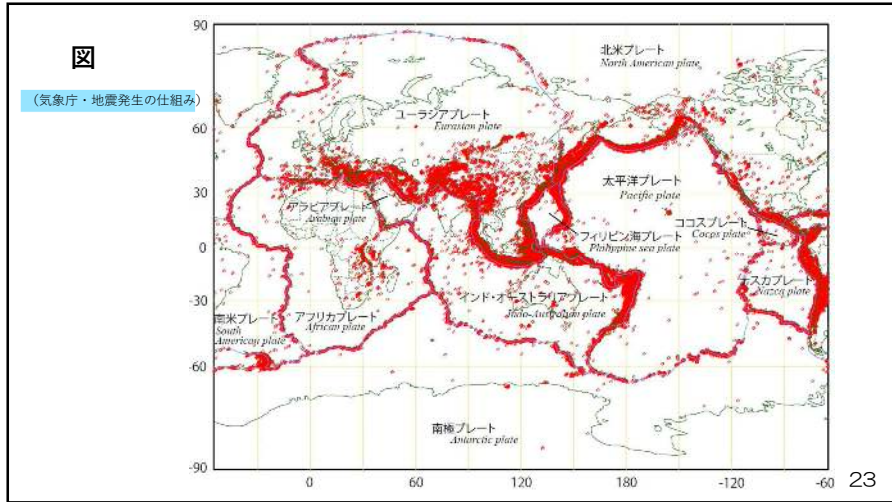 図
（気象庁・地震発生の仕組み）
90
60
30
0
-30
-60
-90
北米プレート
North American plate
ユーラシアプレート
Eurasian plate
太平洋プレート
Pacific plate
アラビアプレート
Arabian plate
ココスプレート
Cocos plate
フィリピン海プレート
Philippine sea plate
ナスカプレート
Nazca plate
インド・オーストラリアプレート
Indo-Australian plate
南米プレート
South
American plate
アフリカプレート
African plate
南極プレート
Antarctic plate
0
60
120
180
-120
-60
23